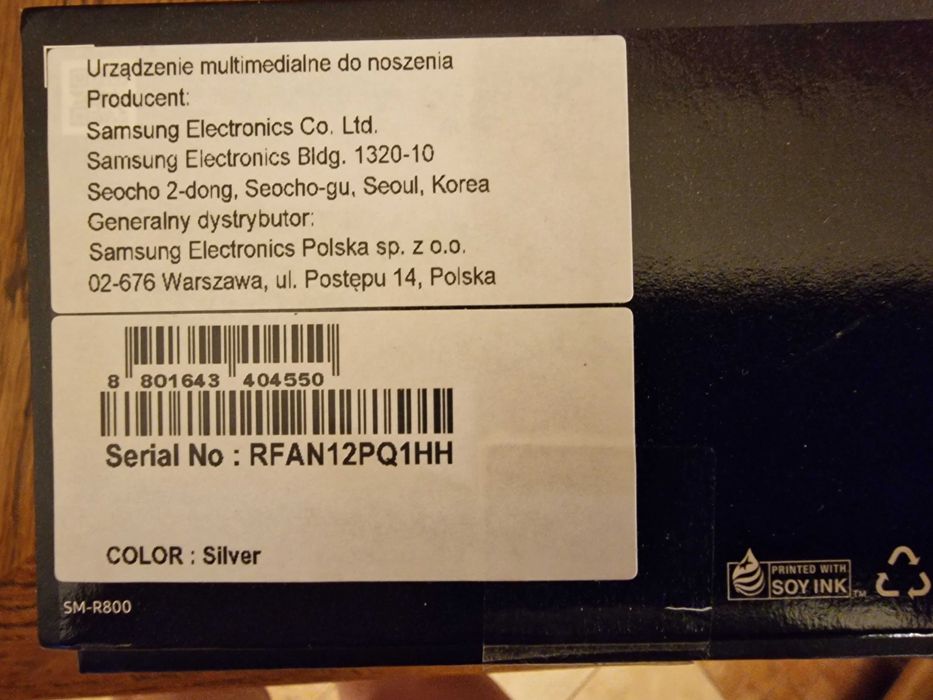 Urządzenie multimedialne do noszenia
Producent:
Samsung Electronics Co. Ltd.
Samsung Electronics Bldg. 1320-10
Seocho 2-dong, Seocho-gu, Seoul, Korea
Generalny dystrybutor:
Samsung Electronics Polska sp. z o.o.
02-676 Warszawa, ul. Postępu 14, Polska
8 801643 404550
Serial No : RFAN12PQ1HH
COLOR : Silver
SM-R800
PRINTED WITH
SOY INK TM